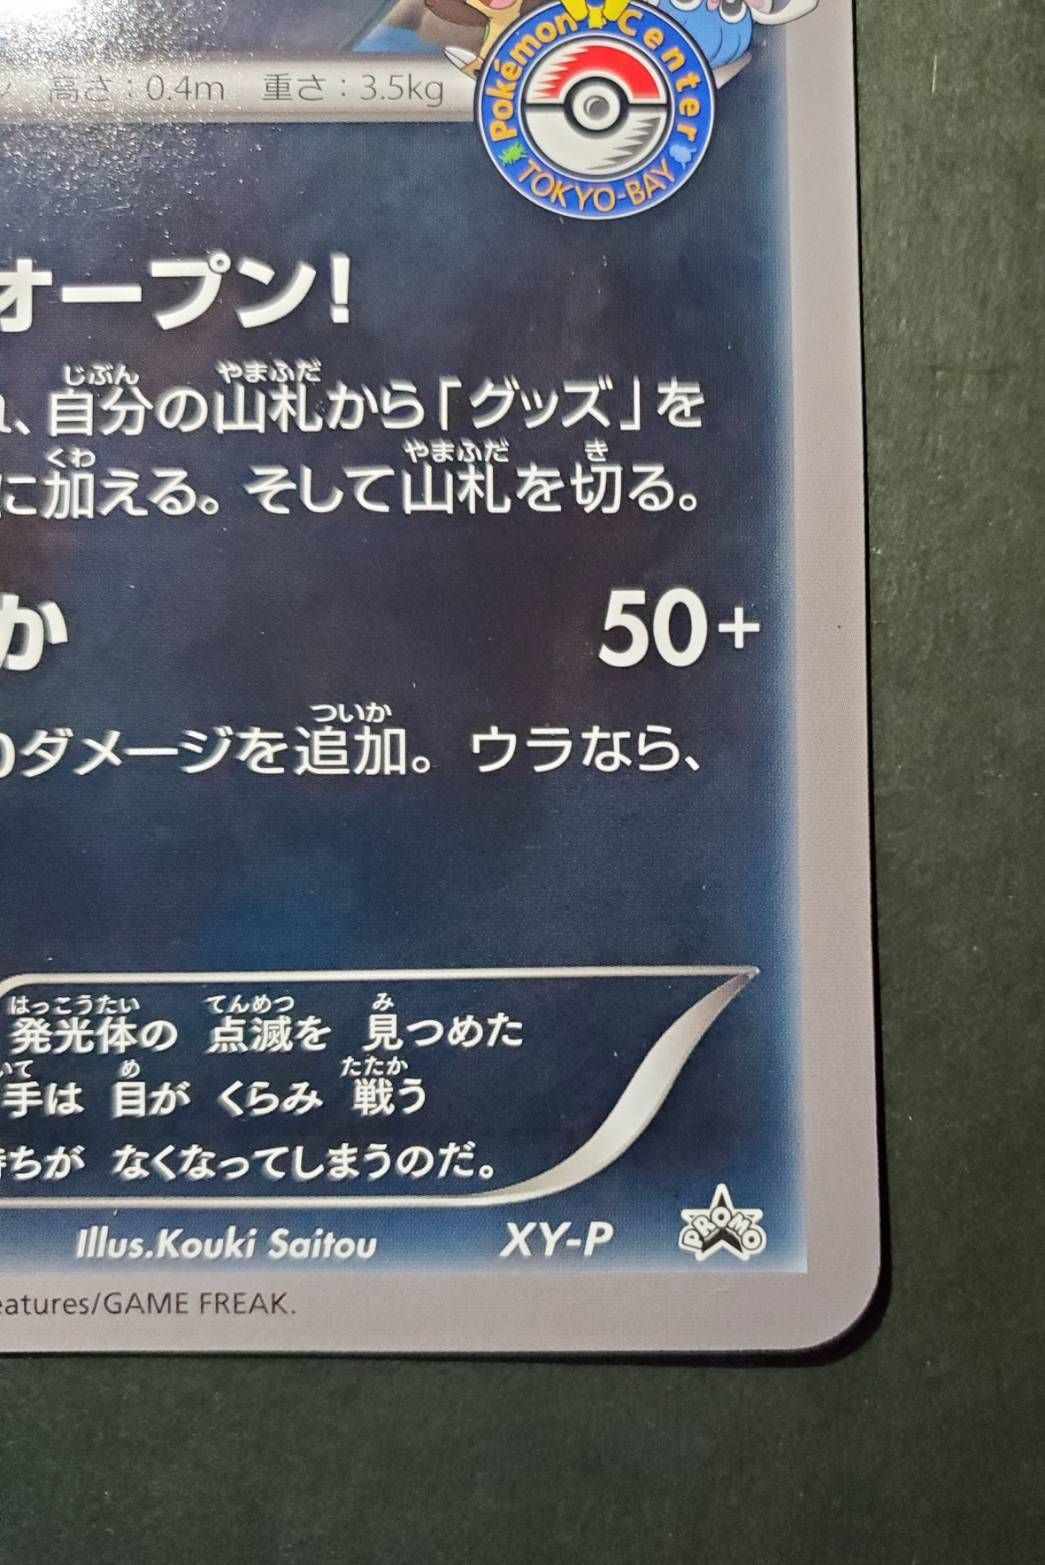 高さ:0.4m 重さ:3.5kg
Pokémon Center
TOKYO-BAY
オープン!
じぶん やまふだ
、自分の山札から「グッズ」を
くわ やまふだ き
に加える。そして山札を切る。
か 50+
ついか
0ダメージを追加。ウラなら、
はっこうたい てんめつ み
発光体の 点滅を 見つめた
いて め たたか
手は 目が くらみ 戦う
持ちが なくなってしまうのだ。
Illus.Kouki Saitou XY-P PROMO
eatures/GAME FREAK.